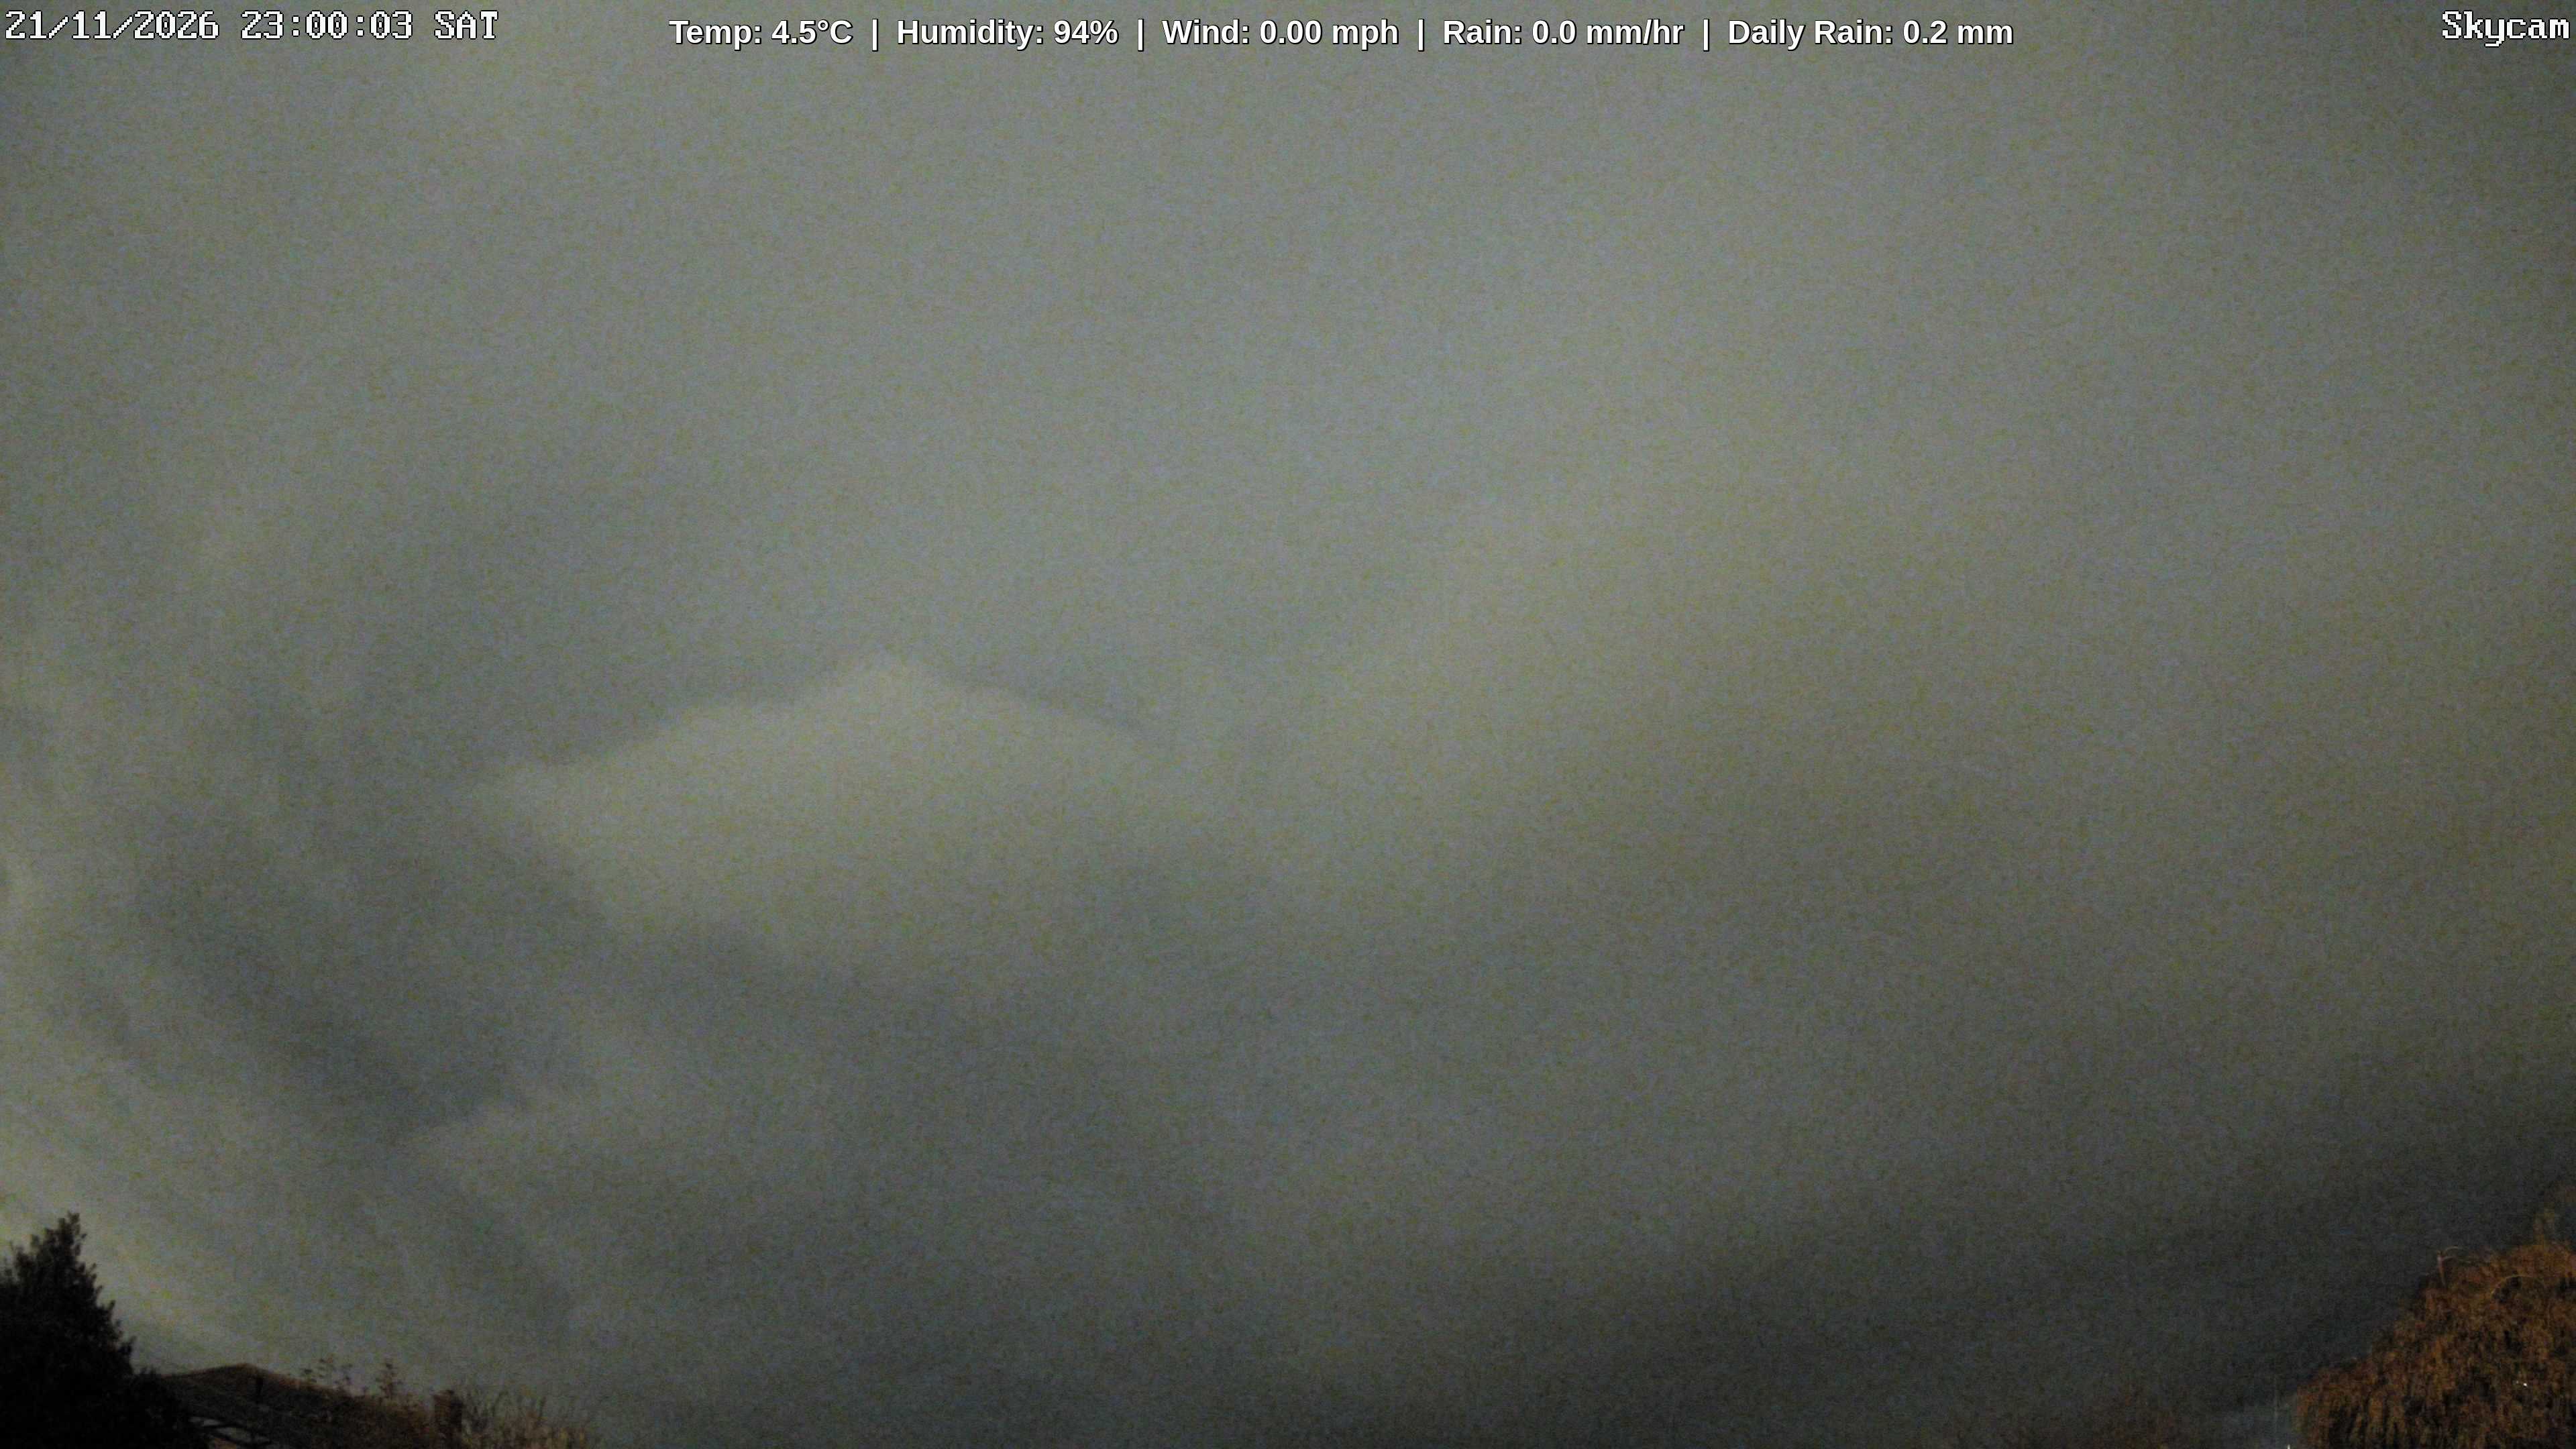 21/11/2026 23:00:03 SAT
Temp: 4.5°C | Humidity: 94% | Wind: 0.00 mph | Rain: 0.0 mm/hr | Daily Rain: 0.2 mm
Skycam